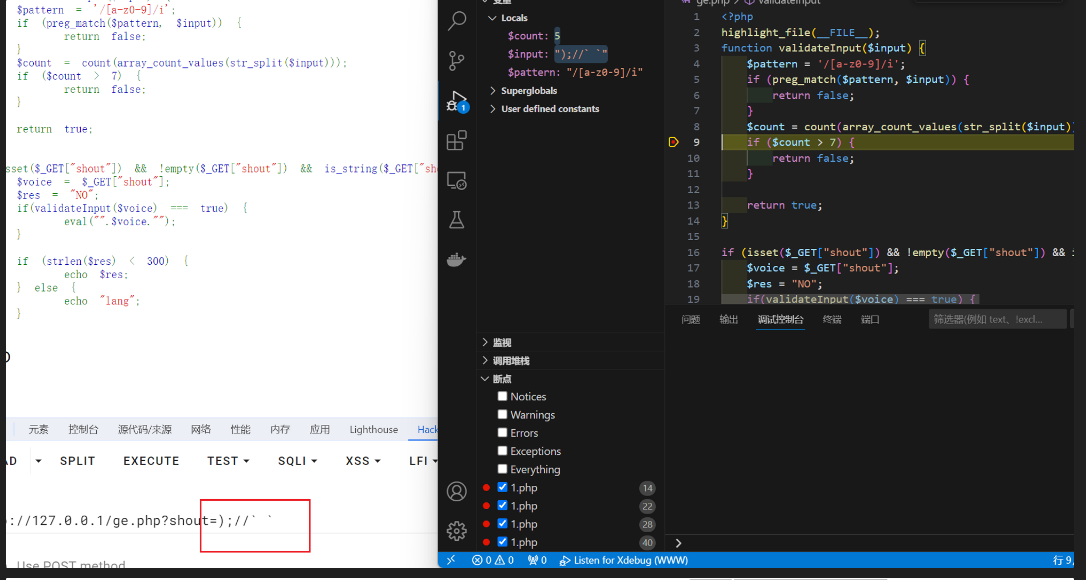 $pattern = '/[a-z0-9]/i';
if (preg_match($pattern, $input)) {
return false;
}
$count = count(array_count_values(str_split($input)));
if ($count > 7) {
return false;
}
return true;
sset($_GET["shout"]) && !empty($_GET["shout"]) && is_string($_GET["sh
$voice = $_GET["shout"];
$res = "NO";
if(validateInput($voice) === true) {
eval("".$voice."");
}
if (strlen($res) < 300) {
echo $res;
} else {
echo "lang";
}
元素 控制台 源代码/来源 网络 性能 内存 应用 Lighthouse Hack
AD SPLIT EXECUTE TEST SQLI XSS LFI
://127.0.0.1/ge.php?shout=);//` `
Use POST method
变量
Locals
$count: 5
$input: ");//` `"
$pattern: "/[a-z0-9]/i"
Superglobals
User defined constants
监视
调用堆栈
断点
Notices
Warnings
Errors
Exceptions
Everything
1.php 14
1.php 22
1.php 28
1.php 40
1
ge.php > validateInput
1 <?php
2 highlight_file(__FILE__);
3 function validateInput($input) {
4 $pattern = '/[a-z0-9]/i';
5 if (preg_match($pattern, $input)) {
6 return false;
7 }
8 $count = count(array_count_values(str_split($input)
9 if ($count > 7) {
10 return false;
11 }
12
13 return true;
14 }
15
16 if (isset($_GET["shout"]) && !empty($_GET["shout"]) && i
17 $voice = $_GET["shout"];
18 $res = "NO";
19 if(validateInput($voice) === true) {
问题 输出 调试控制台 终端 端口 筛选器(例如 text、!excl...
>
0 0 0 Listen for Xdebug (WWW) 行 9,